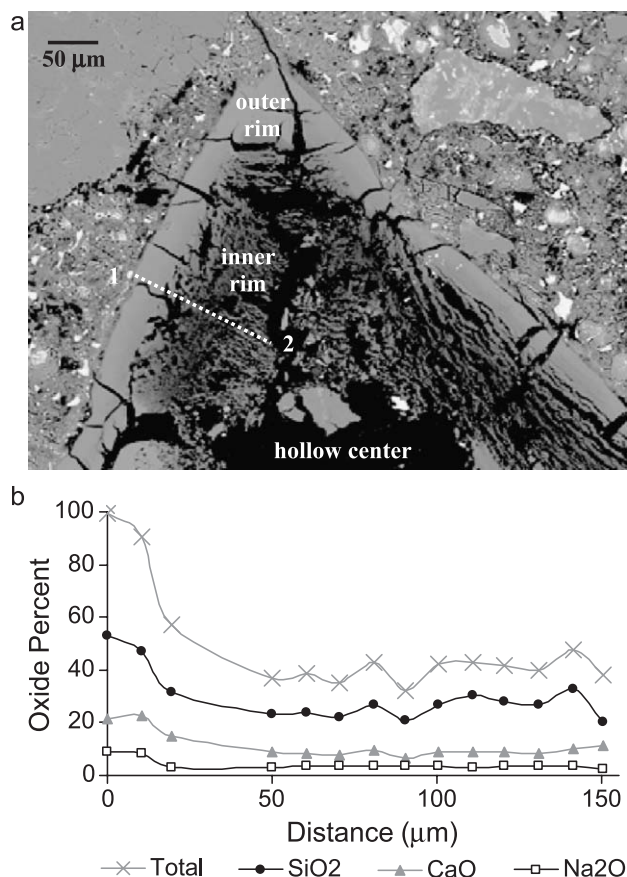 a
50 μm
outer
rim
inner
rim
1
2
hollow center
b
100
80
60
40
20
0
Oxide Percent
0 50 100 150
Distance (μm)
Total SiO2 CaO Na2O